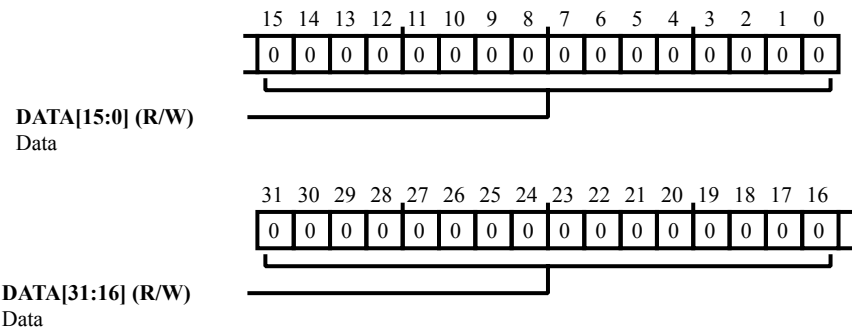 15 14 13 12 11 10 9 8 7 6 5 4 3 2 1 0
0 0 0 0 0 0 0 0 0 0 0 0 0 0 0 0
DATA[15:0] (R/W)
Data
31 30 29 28 27 26 25 24 23 22 21 20 19 18 17 16
0 0 0 0 0 0 0 0 0 0 0 0 0 0 0 0
DATA[31:16] (R/W)
Data